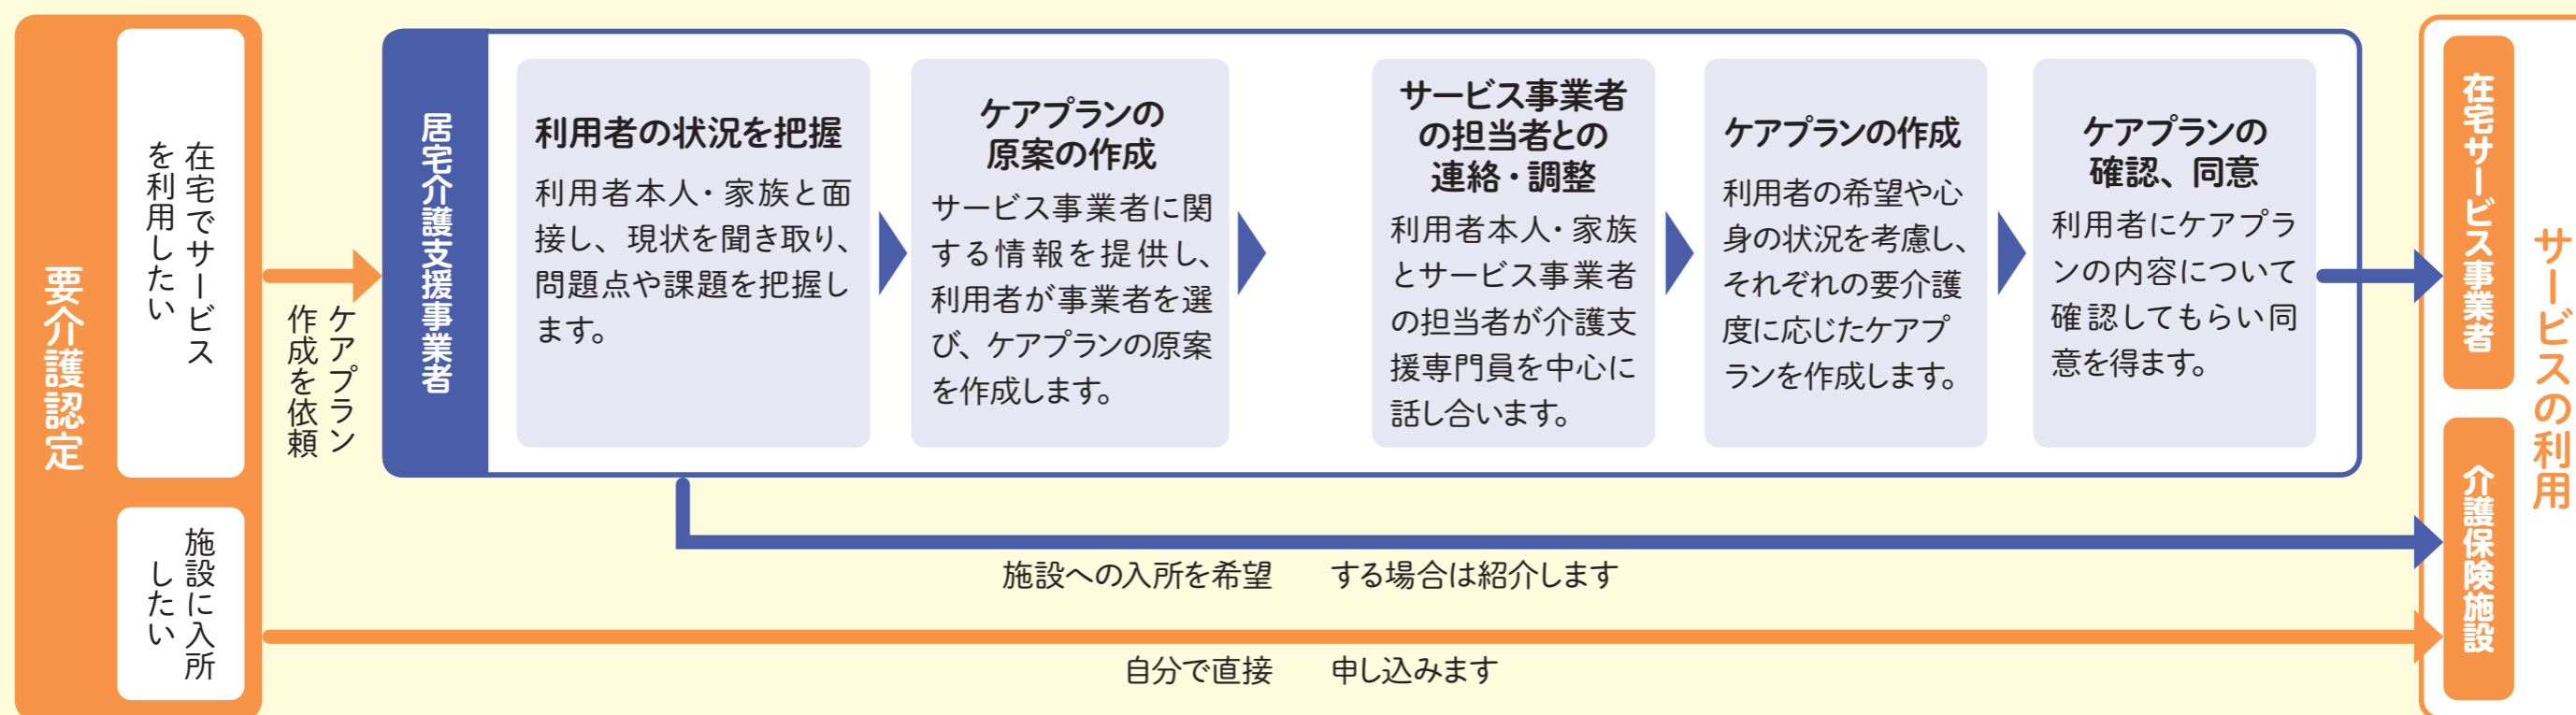 要介護認定
在宅でサービス
を利用したい
施設に入所
したい
ケアプラン
作成を依頼
居宅介護支援事業者
利用者の状況を把握
利用者本人・家族と面
接し、現状を聞き取り、
問題点や課題を把握し
ます。
ケアプランの
原案の作成
サービス事業者に関
する情報を提供し、
利用者が事業者を選
び、ケアプランの原案
を作成します。
サービス事業者
の担当者との
連絡・調整
利用者本人・家族
とサービス事業者
の担当者が介護支
援専門員を中心に
話し合います。
ケアプランの作成
利用者の希望や心
身の状況を考慮し、
それぞれの要介護
度に応じたケアプ
ランを作成します。
ケアプランの
確認、同意
利用者にケアプラ
ンの内容について
確認してもらい同
意を得ます。
施設への入所を希望 する場合は紹介します
自分で直接 申し込みます
在宅サービス事業者
介護保険施設
サービスの利用